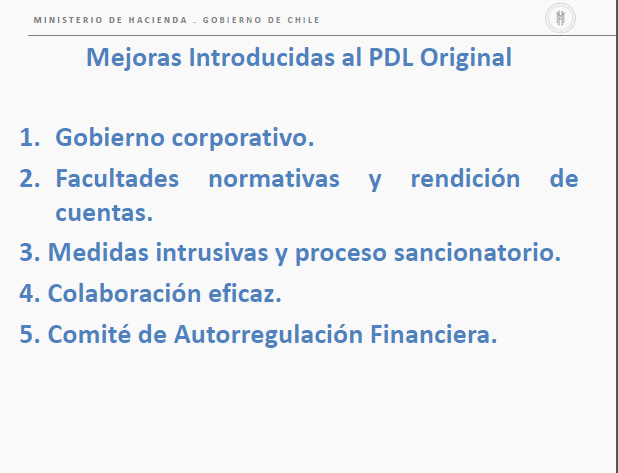 MINISTERIO DE HACIENDA . GOBIERNO DE CHILE
Mejoras Introducidas al PDL Original
1. Gobierno corporativo.
2. Facultades normativas y rendición de
cuentas.
3. Medidas intrusivas y proceso sancionatorio.
4. Colaboración eficaz.
5. Comité de Autorregulación Financiera.